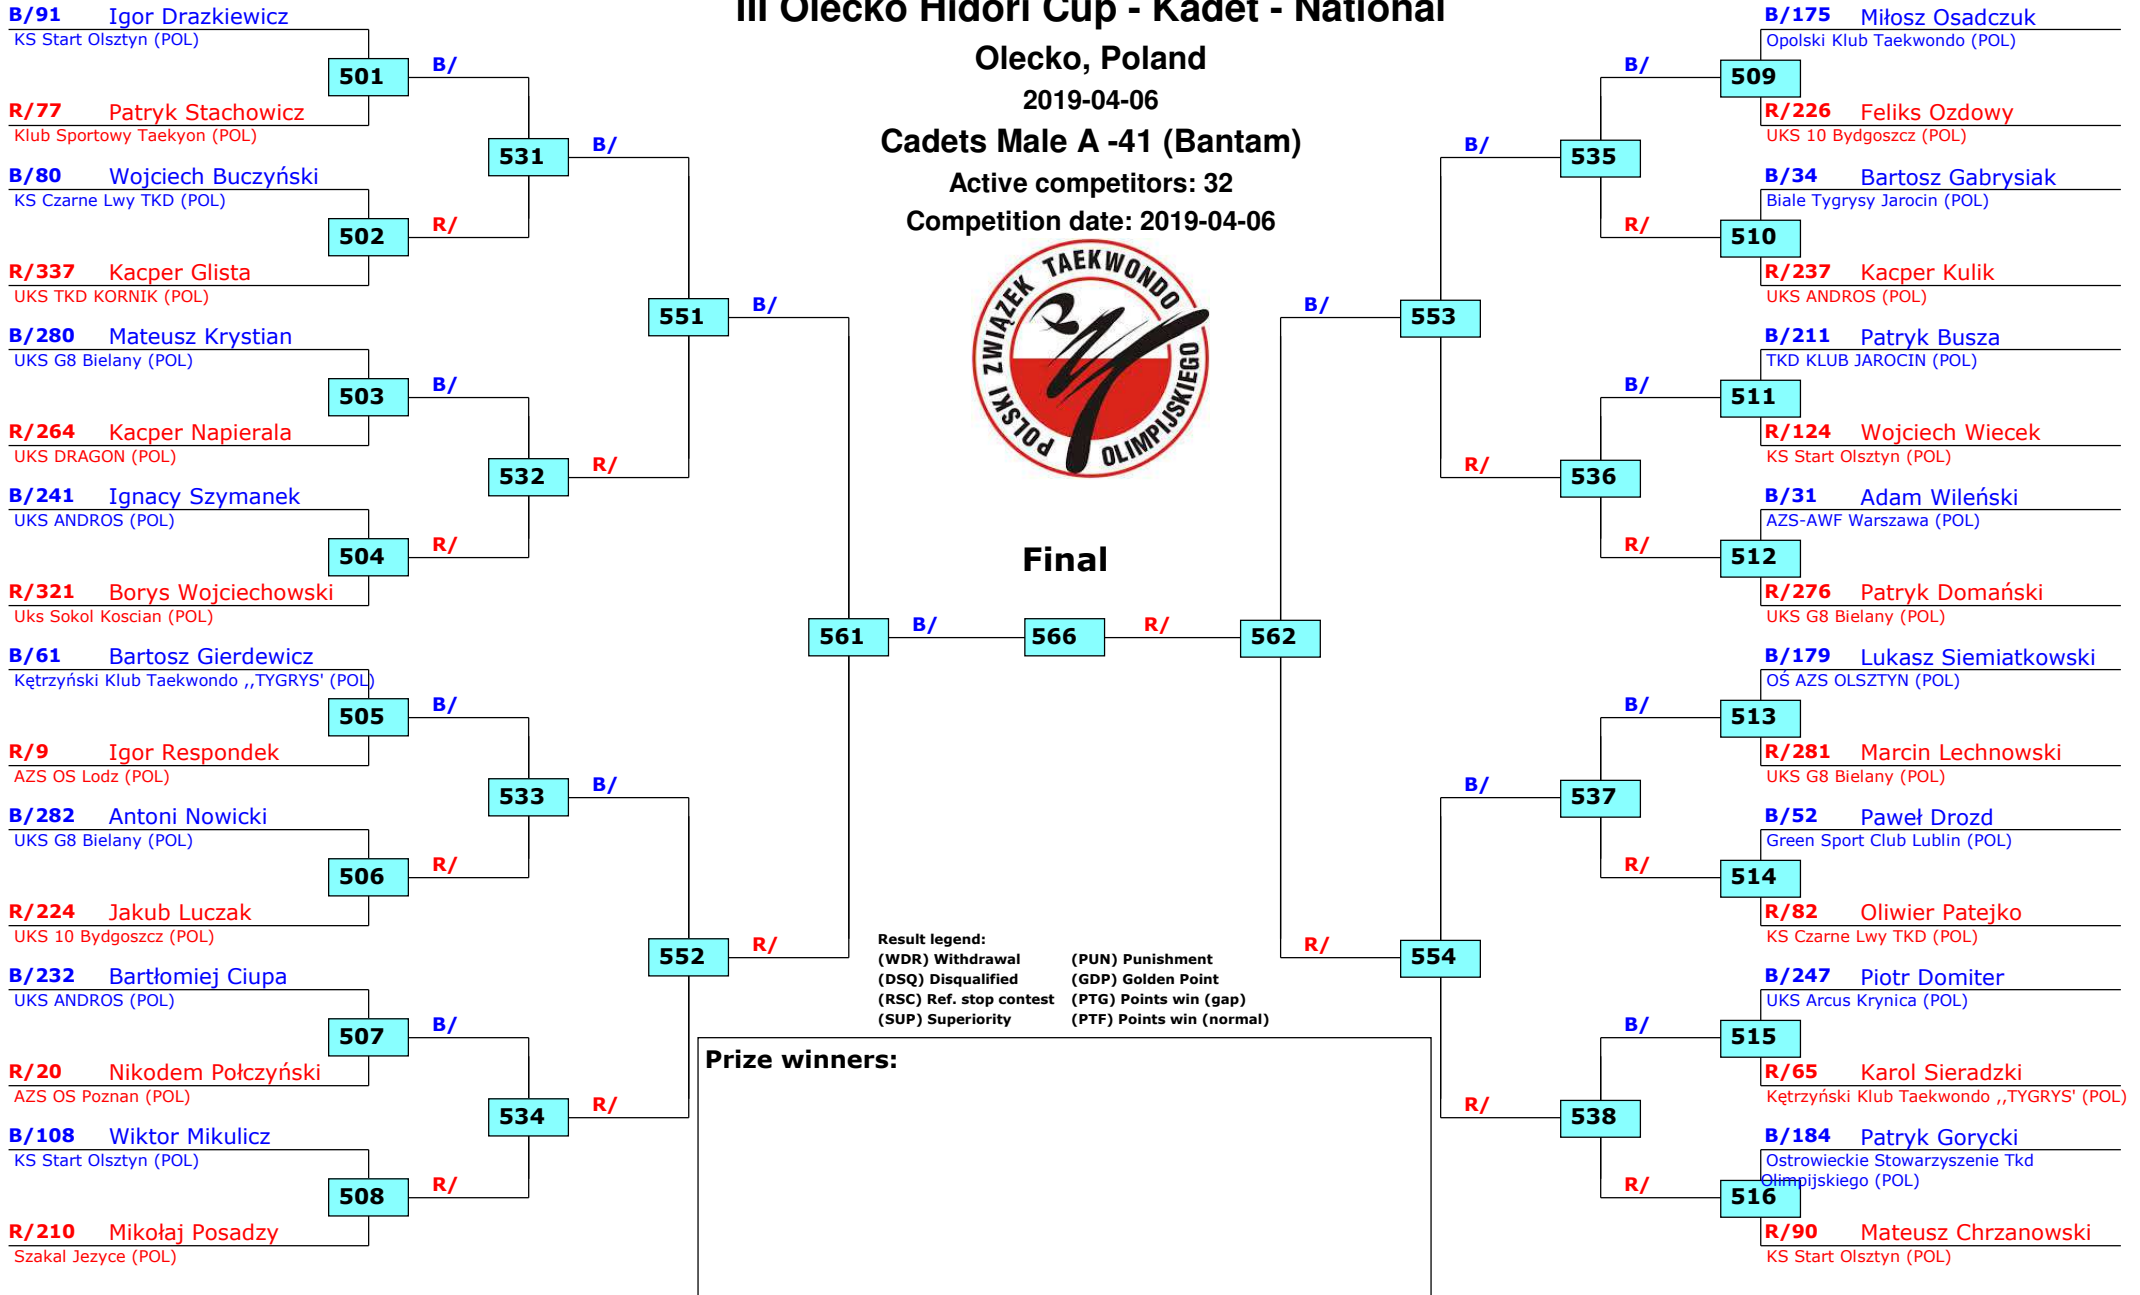 III Olecko Hidori Cup - Kadet - National
Olecko, Poland
2019-04-06
Cadets Male A -41 (Bantam)
Active competitors: 32
Competition date: 2019-04-06
POLSKI ZWIĄZEK TAEKWONDO OLIMPIJSKIEGO
B/91 Igor Drazkiewicz
KS Start Olsztyn (POL)
501
B/
R/77 Patryk Stachowicz
Klub Sportowy Taekyon (POL)
531
B/
B/80 Wojciech Buczyński
KS Czarne Lwy TKD (POL)
502
R/
R/337 Kacper Glista
UKS TKD KORNIK (POL)
551
B/
B/280 Mateusz Krystian
UKS G8 Bielany (POL)
503
B/
R/264 Kacper Napierala
UKS DRAGON (POL)
532
R/
B/241 Ignacy Szymanek
UKS ANDROS (POL)
504
R/
R/321 Borys Wojciechowski
Uks Sokol Koscian (POL)
Final
561
B/
566
R/
562
B/61 Bartosz Gierdewicz
Kętrzyński Klub Taekwondo ,,TYGRYS' (POL)
505
B/
R/9 Igor Respondek
AZS OS Lodz (POL)
533
B/
B/282 Antoni Nowicki
UKS G8 Bielany (POL)
506
R/
R/224 Jakub Luczak
UKS 10 Bydgoszcz (POL)
552
R/
B/232 Bartłomiej Ciupa
UKS ANDROS (POL)
507
B/
R/20 Nikodem Połczyński
AZS OS Poznan (POL)
534
R/
B/108 Wiktor Mikulicz
KS Start Olsztyn (POL)
508
R/
R/210 Mikołaj Posadzy
Szakal Jezyce (POL)
B/175 Miłosz Osadczuk
Opolski Klub Taekwondo (POL)
B/
509
R/226 Feliks Ozdowy
UKS 10 Bydgoszcz (POL)
B/
535
B/34 Bartosz Gabrysiak
Biale Tygrysy Jarocin (POL)
R/
510
R/237 Kacper Kulik
UKS ANDROS (POL)
B/
553
B/211 Patryk Busza
TKD KLUB JAROCIN (POL)
B/
511
R/124 Wojciech Wiecek
KS Start Olsztyn (POL)
R/
536
B/31 Adam Wileński
AZS-AWF Warszawa (POL)
R/
512
R/276 Patryk Domański
UKS G8 Bielany (POL)
B/179 Lukasz Siemiatkowski
OŚ AZS OLSZTYN (POL)
B/
513
R/281 Marcin Lechnowski
UKS G8 Bielany (POL)
B/
537
B/52 Paweł Drozd
Green Sport Club Lublin (POL)
R/
514
R/82 Oliwier Patejko
KS Czarne Lwy TKD (POL)
R/
554
B/247 Piotr Domiter
UKS Arcus Krynica (POL)
B/
515
R/65 Karol Sieradzki
Kętrzyński Klub Taekwondo ,,TYGRYS' (POL)
R/
538
B/184 Patryk Gorycki
Ostrowieckie Stowarzyszenie Tkd
Olimpijskiego (POL)
R/
516
R/90 Mateusz Chrzanowski
KS Start Olsztyn (POL)
Result legend:
(WDR) Withdrawal (PUN) Punishment
(DSQ) Disqualified (GDP) Golden Point
(RSC) Ref. stop contest (PTG) Points win (gap)
(SUP) Superiority (PTF) Points win (normal)
Prize winners: